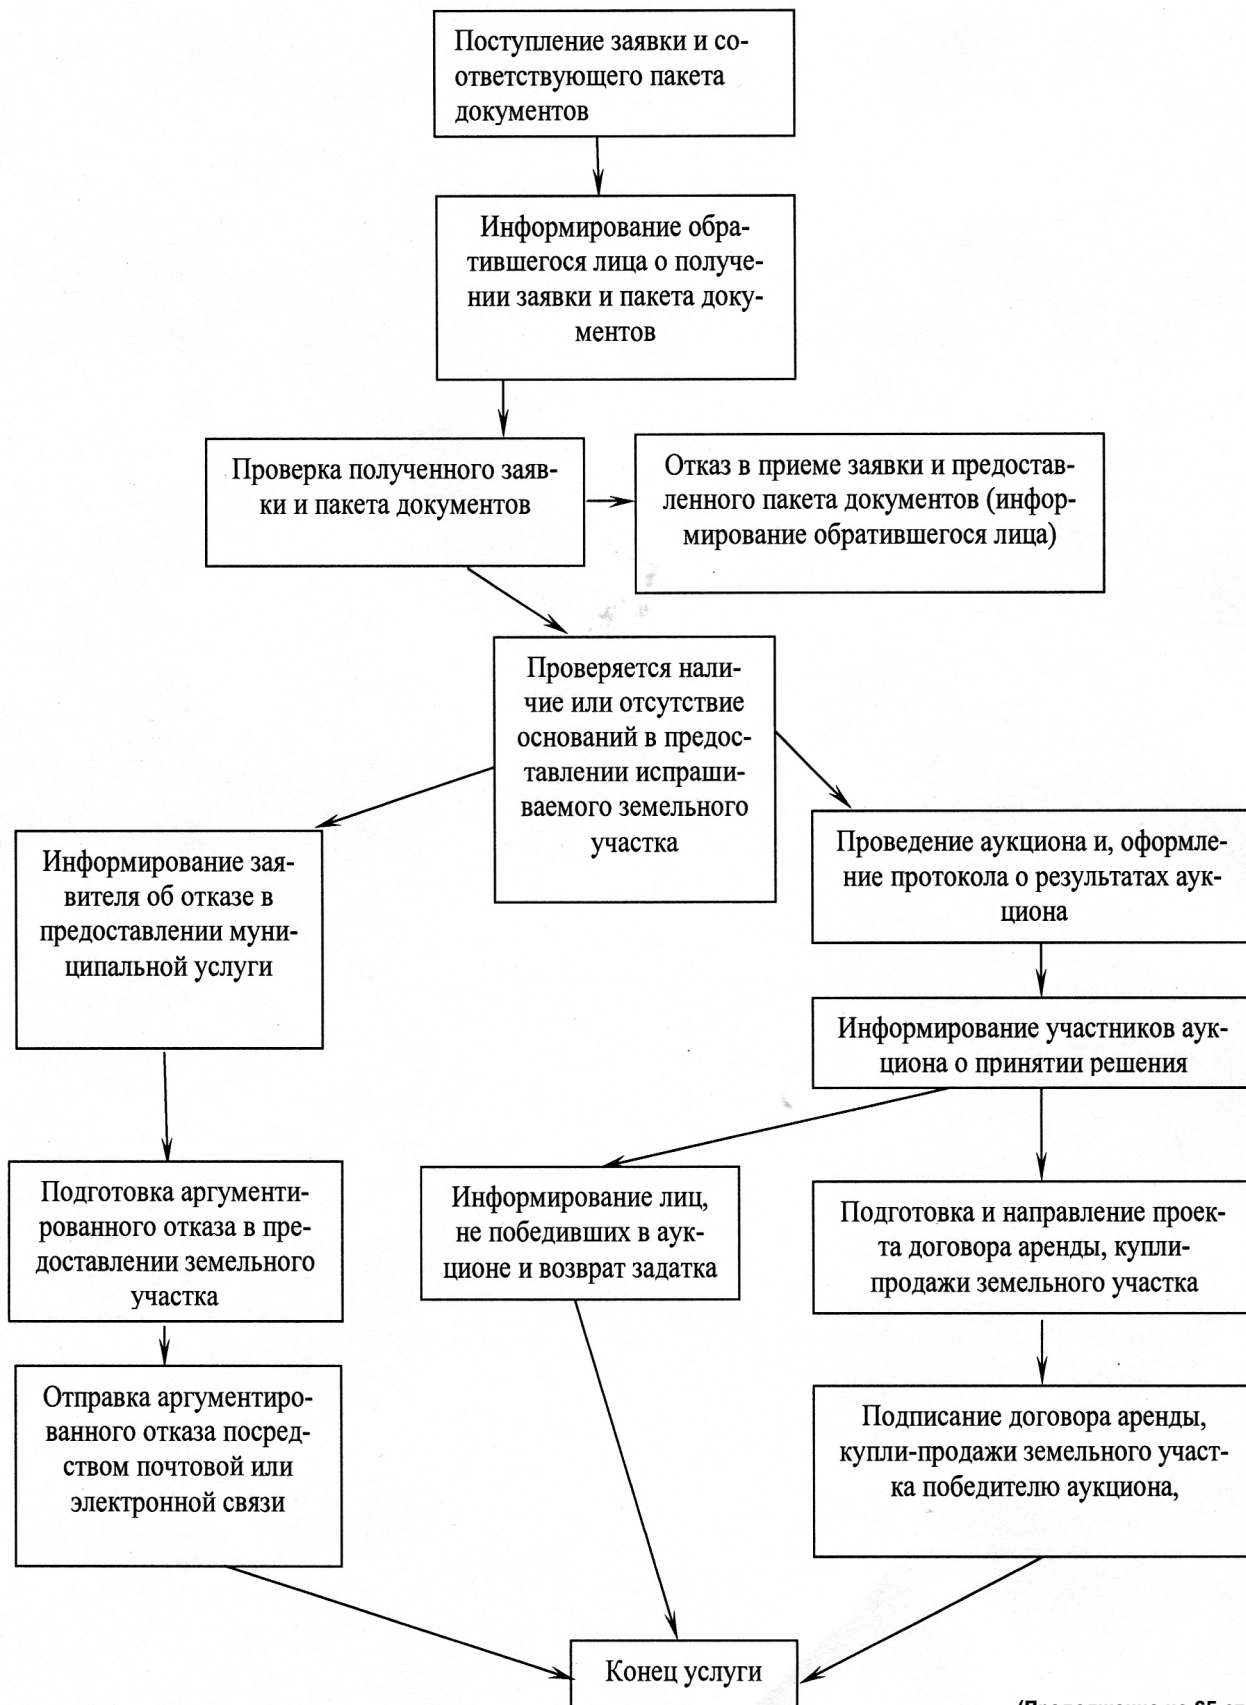 Поступление заявки и со-
ответствующего пакета
документов
Информирование обра-
тившегося лица о получе-
нии заявки и пакета доку-
ментов
Проверка полученного заяв-
ки и пакета документов
Отказ в приеме заявки и предостав-
ленного пакета документов (инфор-
мирование обратившегося лица)
Проверяется нали-
чие или отсутствие
оснований в предос-
тавлении испраши-
ваемого земельного
участка
Информирование зая-
вителя об отказе в
предоставлении муни-
ципальной услуги
Проведение аукциона и, оформле-
ние протокола о результатах аук-
циона
Информирование участников аук-
циона о принятии решения
Подготовка аргументи-
рованного отказа в пре-
доставлении земельного
участка
Информирование лиц,
не победивших в аук-
ционе и возврат задатка
Подготовка и направление проек-
та договора аренды, купли-
продажи земельного участка
Отправка аргументиро-
ванного отказа посред-
ством почтовой или
электронной связи
Подписание договора аренды,
купли-продажи земельного участ-
ка победителю аукциона,
Конец услуги